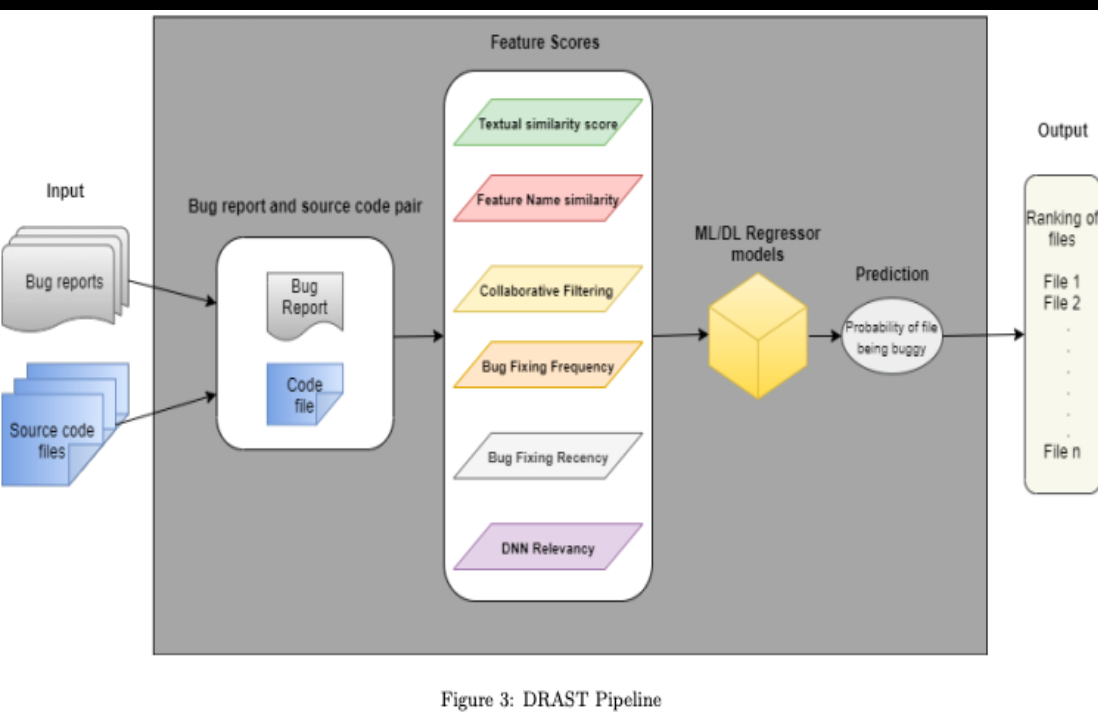 Feature Scores
Textual similarity score
Output
Input
Feature Name similarity
Bug report and source code pair
Ranking of
files
ML/DL Regressor
models
Bug reports
Bug
Report
Collaborative Filtering
Prediction
File 1
File 2
Probability of file
being buggy
Bug Fixing Frequency
Code
file
Source code
files
Bug Fixing Recency
File n
DNN Relevancy
Figure 3: DRAST Pipeline